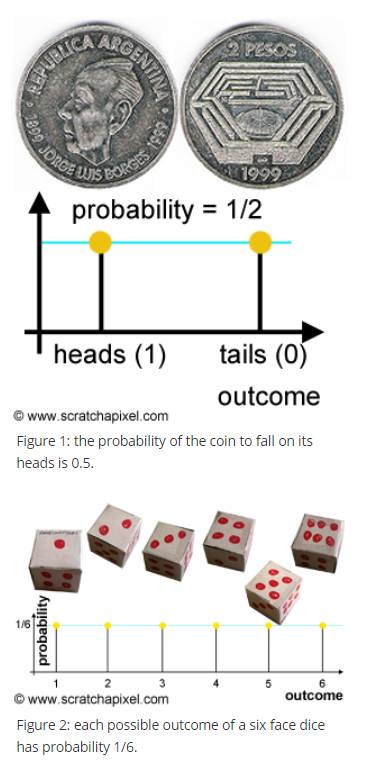 REPUBLICA ARGENTINA
1899 JORGE LUIS BORGES 1999
2 PESOS
1999
probability = 1/2
heads (1)
tails (0)
outcome
© www.scratchapixel.com
Figure 1: the probability of the coin to fall on its
heads is 0.5.
1/6
probability
1
2
3
4
5
6
outcome
© www.scratchapixel.com
Figure 2: each possible outcome of a six face dice
has probability 1/6.